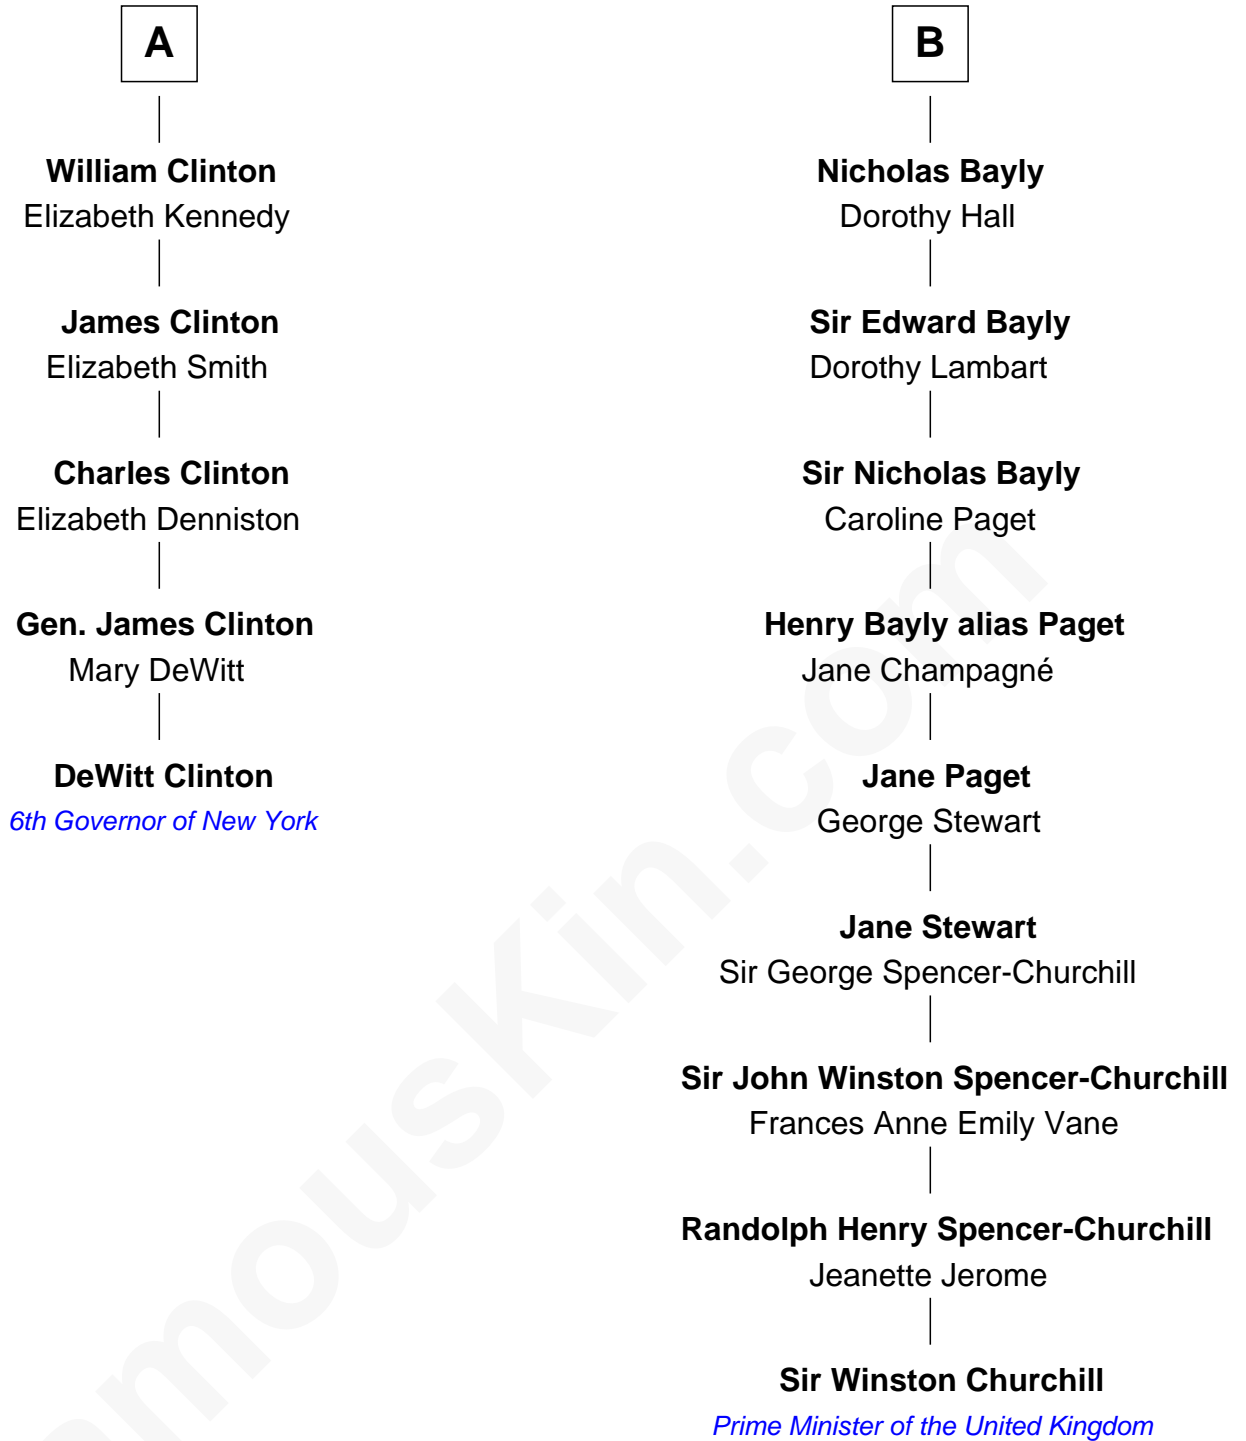 A
William Clinton
Elizabeth Kennedy
James Clinton
Elizabeth Smith
Charles Clinton
Elizabeth Denniston
Gen. James Clinton
Mary DeWitt
DeWitt Clinton
6th Governor of New York
B
Nicholas Bayly
Dorothy Hall
Sir Edward Bayly
Dorothy Lambart
Sir Nicholas Bayly
Caroline Paget
Henry Bayly alias Paget
Jane Champagné
Jane Paget
George Stewart
Jane Stewart
Sir George Spencer-Churchill
Sir John Winston Spencer-Churchill
Frances Anne Emily Vane
Randolph Henry Spencer-Churchill
Jeanette Jerome
Sir Winston Churchill
Prime Minister of the United Kingdom
amousKin.com